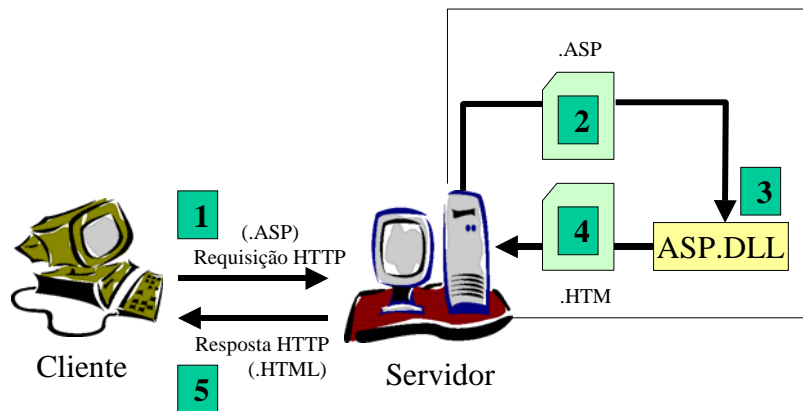 .ASP
2
3
1
(.ASP)
Requisição HTTP
4
ASP.DLL
.HTM
Resposta HTTP
(.HTML)
5
Cliente
Servidor